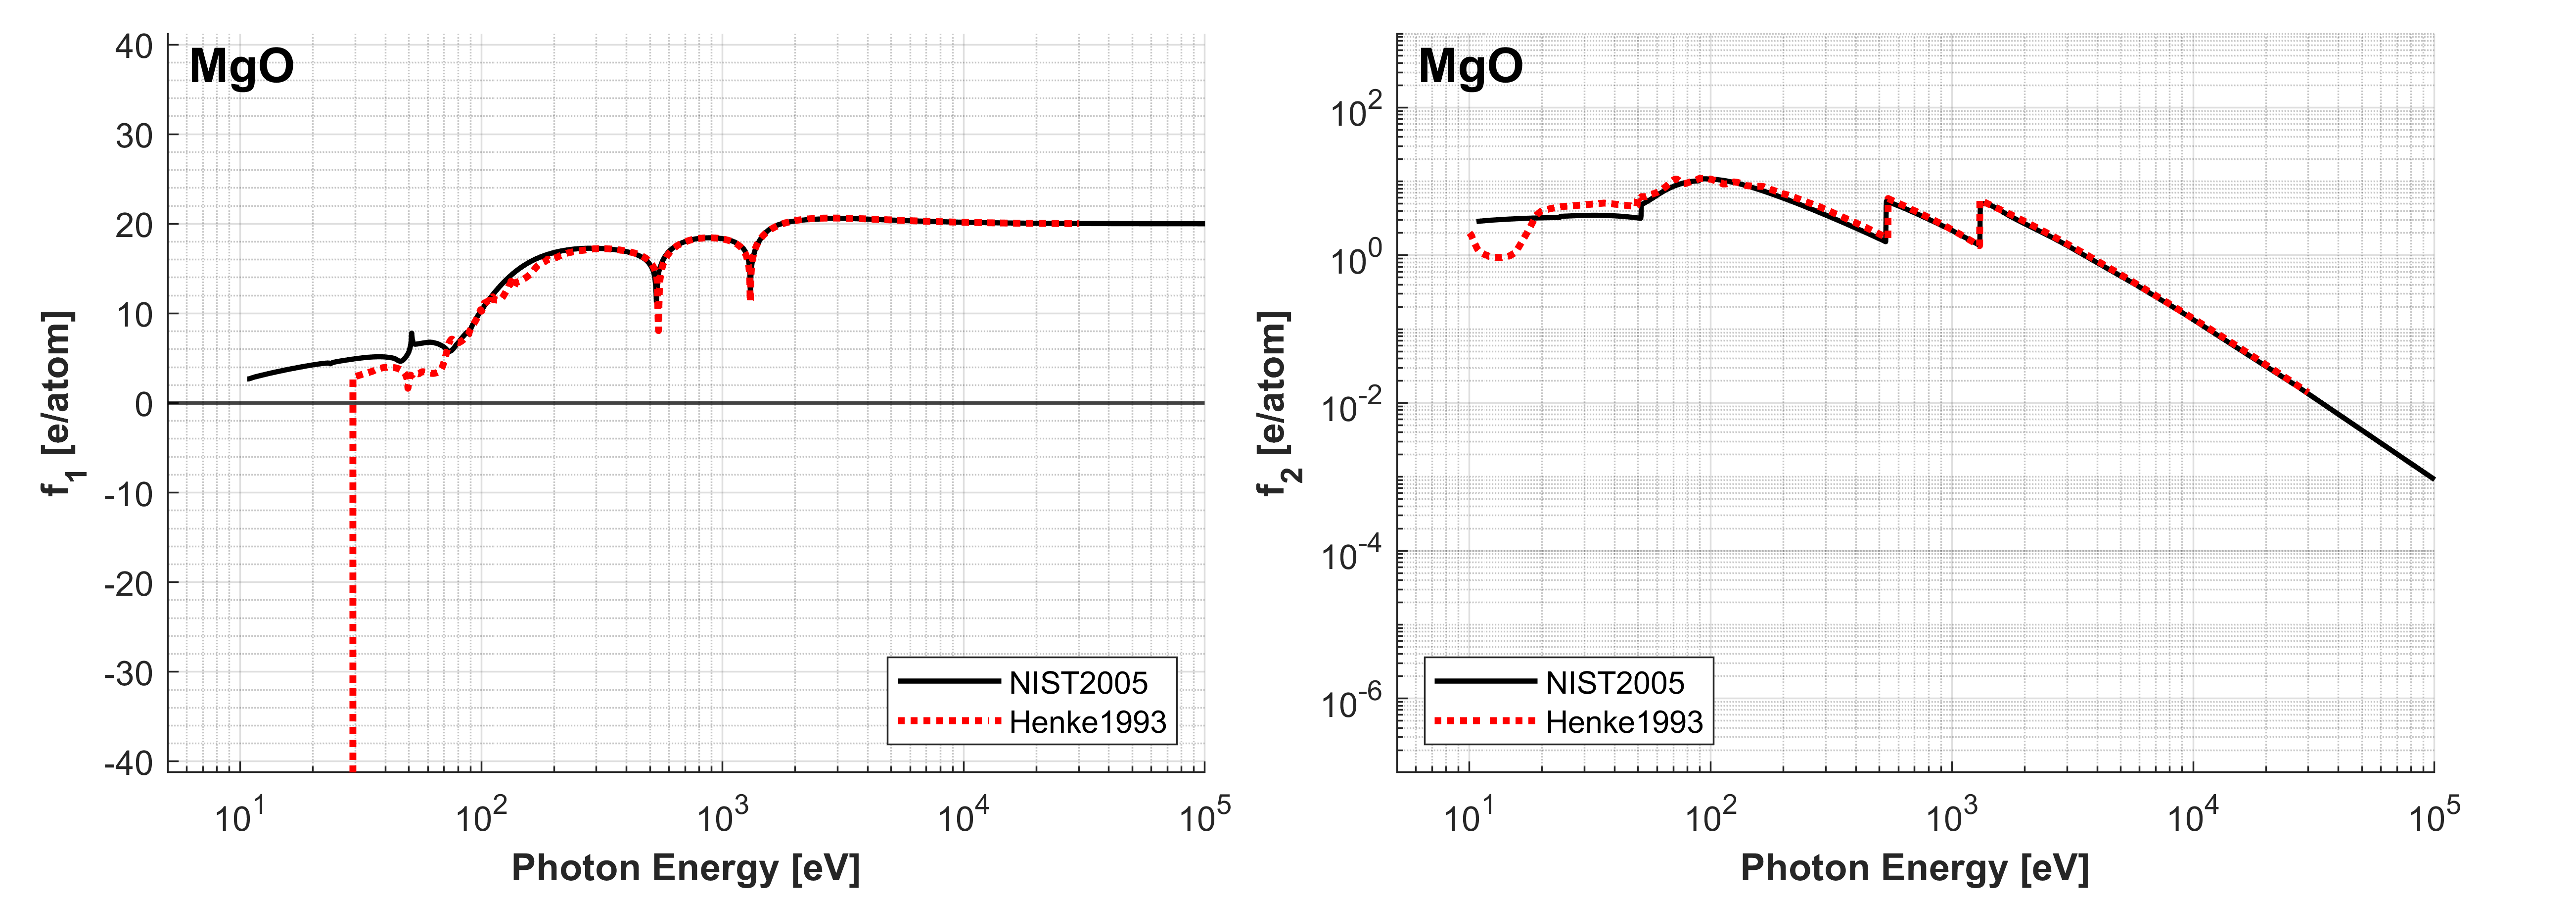 MgO
40
30
20
10
0
-10
-20
-30
-40
f₁ [e/atom]
NIST2005
Henke1993
10¹ 10² 10³ 10⁴ 10⁵
Photon Energy [eV]
MgO
10²
10⁰
10⁻²
10⁻⁴
10⁻⁶
f₂ [e/atom]
NIST2005
Henke1993
10¹ 10² 10³ 10⁴ 10⁵
Photon Energy [eV]